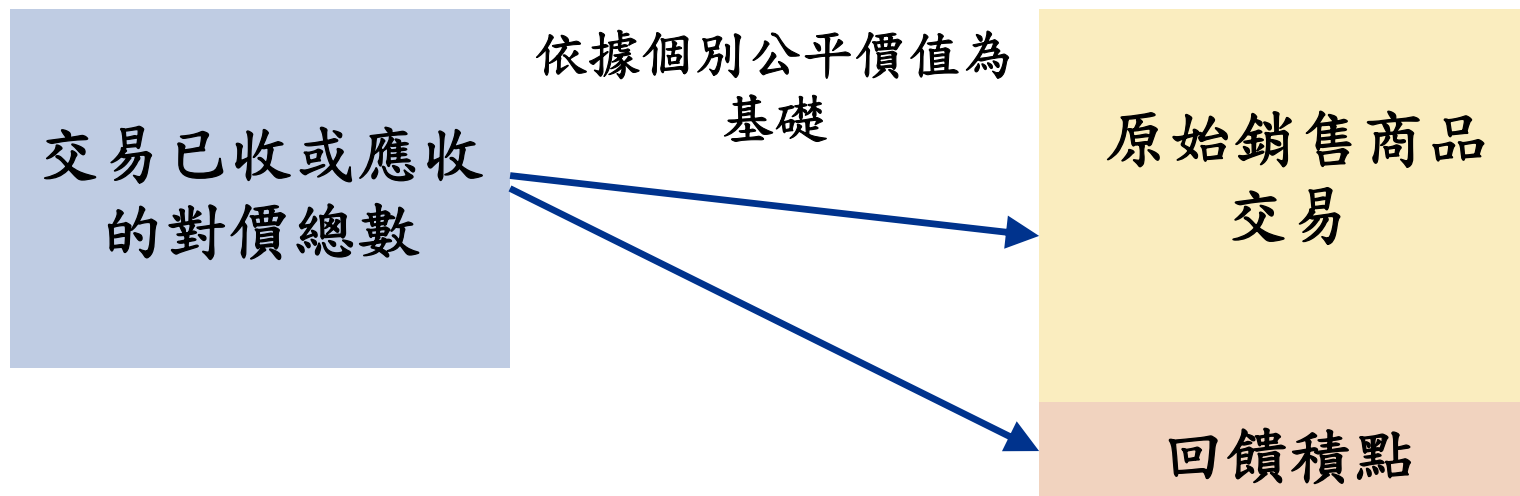 交易已收或應收
的對價總數
依據個別公平價值為
基礎
原始銷售商品
交易
回饋積點